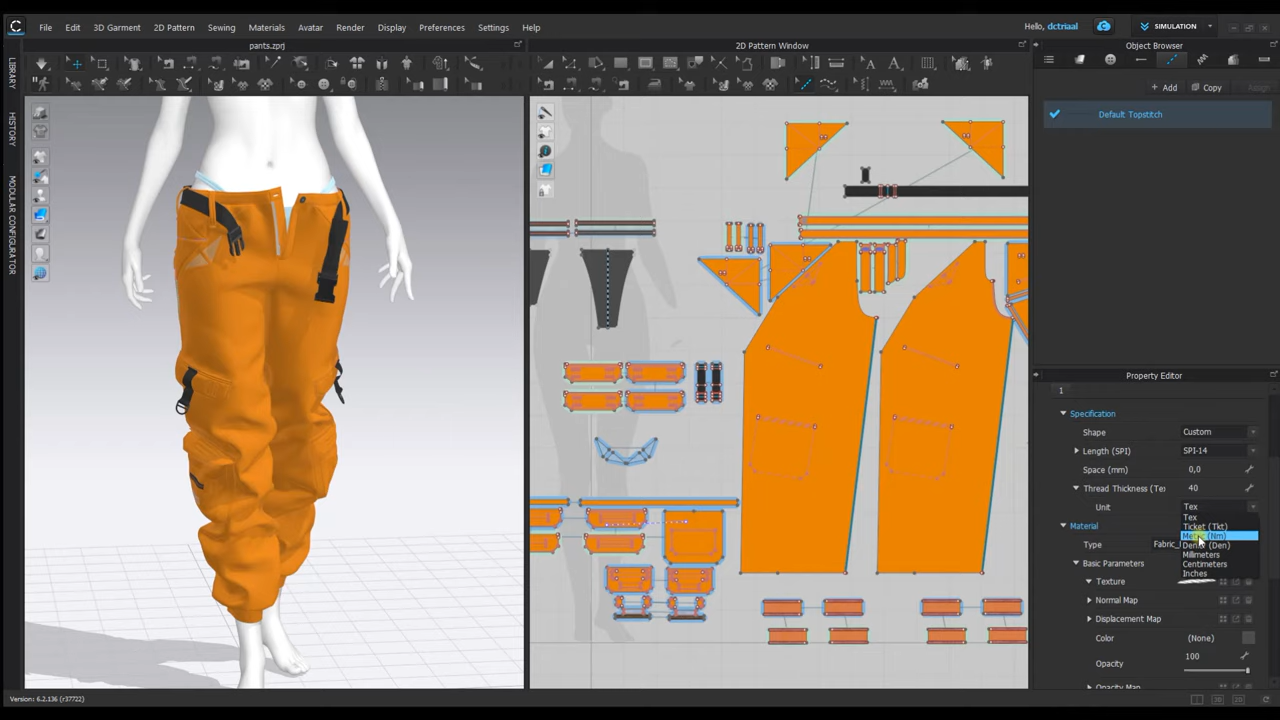 File Edit 3D Garment 2D Pattern Sewing Materials Avatar Render Display Preferences Settings Help
Hello, dctriaal
SIMULATION
pants.zprj
2D Pattern Window
Object Browser
LIBRARY
HISTORY
MODULAR CONFIGURATOR
+ Add
Copy
Assign
Default Topstitch
Property Editor
1
Specification
Shape Custom
Length (SPI) SPI-14
Space (mm) 0,0
Thread Thickness (Te 40
Unit Tex
Tex
Ticket (Tkt)
Metric (Nm)
Denier (Den)
Millimeters
Centimeters
Inches
Material
Type
Basic Parameters
Texture
Normal Map
Displacement Map
Color (None)
Opacity 100
Opacity Map
Version: 6.2.136 (r37722)